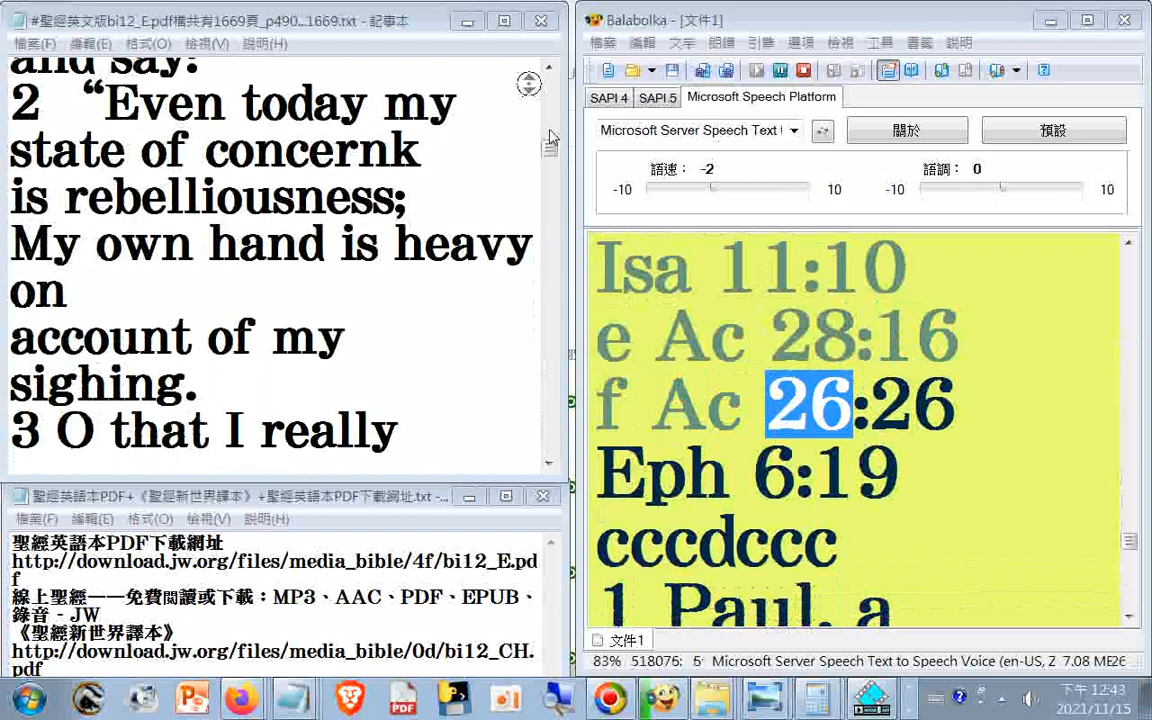 #聖經英文版bi12_E.pdf檔共有1669頁_p490...1669.txt - 記事本
檔案(F) 編輯(E) 格式(O) 檢視(V) 說明(H)
and say:
2 “Even today my
state of concernk
is rebelliousness;
My own hand is heavy
on
account of my
sighing.
3 O that I really
聖經英語本PDF+《聖經新世界譯本》+聖經英語本PDF下載網址.txt - ...
檔案(F) 編輯(E) 格式(O) 檢視(V) 說明(H)
聖經英語本PDF下載網址
http://download.jw.org/files/media_bible/4f/bi12_E.pd
f
線上聖經——免費閱讀或下載：MP3、AAC、PDF、EPUB、
錄音 - JW
《聖經新世界譯本》
http://download.jw.org/files/media_bible/0d/bi12_CH.
pdf
Balabolka - [文件1]
檔案 編輯 文字 朗讀 引擎 選項 檢視 工具 書籤 說明
SAPI 4 SAPI 5 Microsoft Speech Platform
Microsoft Server Speech Text 關於 預設
語速： -2 語調： 0
-10 10 -10 10
Isa 11:10
e Ac 28:16
f Ac 26:26
Eph 6:19
cccdccc
1 Paul, a
文件1
83% 518075: 5 Microsoft Server Speech Text to Speech Voice (en-US, Z 7.08 ME26
下午 12:43
2021/11/15